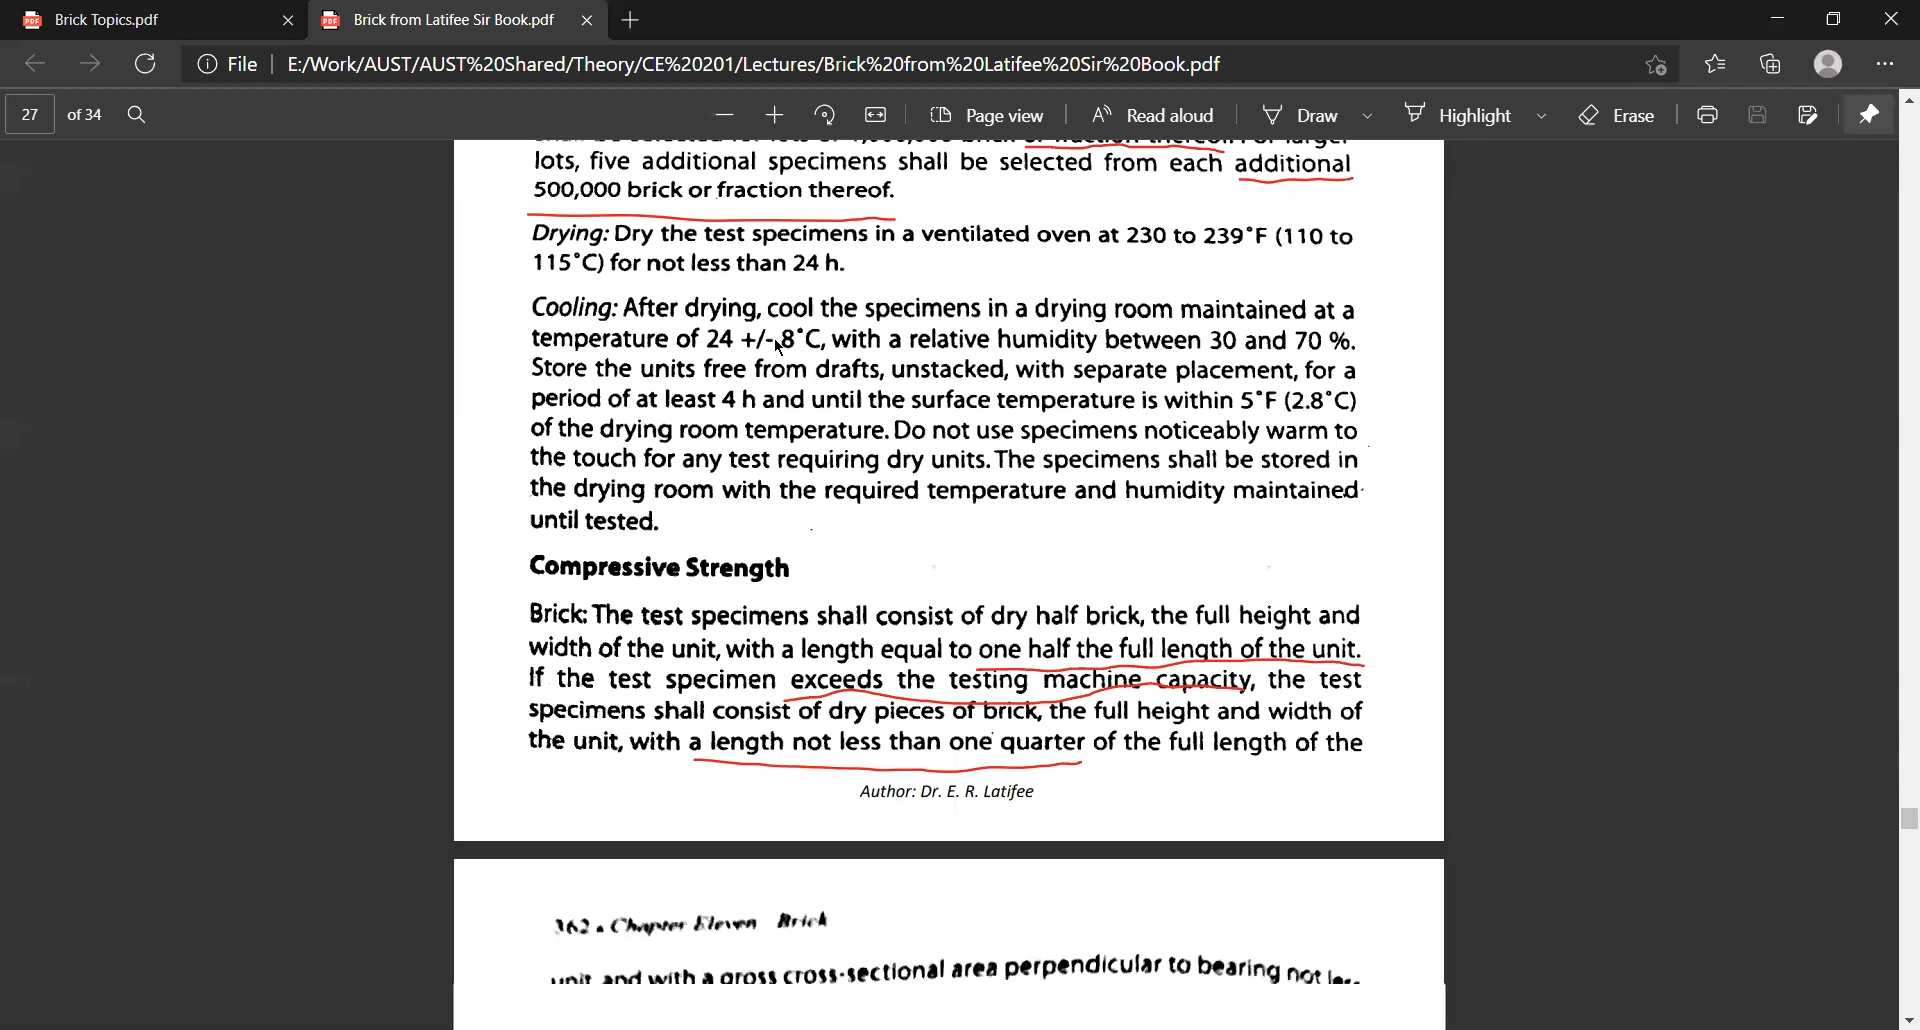 Brick Topics.pdf
Brick from Latifee Sir Book.pdf
File
E:/Work/AUST/AUST%20Shared/Theory/CE%20201/Lectures/Brick%20from%20Latifee%20Sir%20Book.pdf
27 of 34
Page view
Read aloud
Draw
Highlight
Erase
lots, five additional specimens shall be selected from each additional
500,000 brick or fraction thereof.
Drying: Dry the test specimens in a ventilated oven at 230 to 239°F (110 to
115°C) for not less than 24 h.
Cooling: After drying, cool the specimens in a drying room maintained at a
temperature of 24 +/- 8°C, with a relative humidity between 30 and 70 %.
Store the units free from drafts, unstacked, with separate placement, for a
period of at least 4 h and until the surface temperature is within 5°F (2.8°C)
of the drying room temperature. Do not use specimens noticeably warm to
the touch for any test requiring dry units. The specimens shall be stored in
the drying room with the required temperature and humidity maintained
until tested.
Compressive Strength
Brick: The test specimens shall consist of dry half brick, the full height and
width of the unit, with a length equal to one half the full length of the unit.
If the test specimen exceeds the testing machine capacity, the test
specimens shall consist of dry pieces of brick, the full height and width of
the unit, with a length not less than one quarter of the full length of the
Author: Dr. E. R. Latifee
362 • Chapter Eleven Brick
unit and with a gross cross-sectional area perpendicular to bearing not